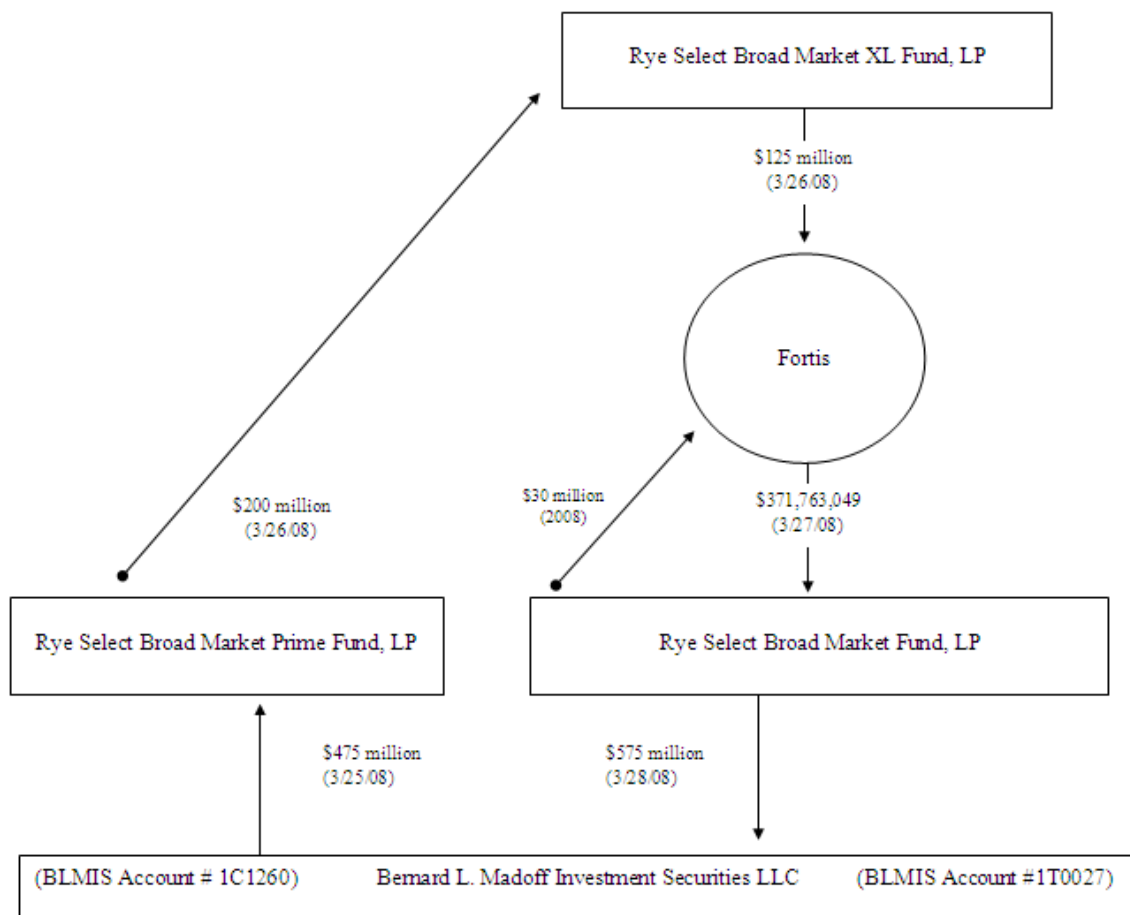 Rye Select Broad Market XL Fund, LP
$125 million
(3/26/08)
Fortis
$200 million
(3/26/08)
$30 million
(2008)
$371,763,049
(3/27/08)
Rye Select Broad Market Prime Fund, LP
Rye Select Broad Market Fund, LP
$475 million
(3/25/08)
$575 million
(3/28/08)
(BLMIS Account # 1C1260) Bernard L. Madoff Investment Securities LLC (BLMIS Account #1T0027)